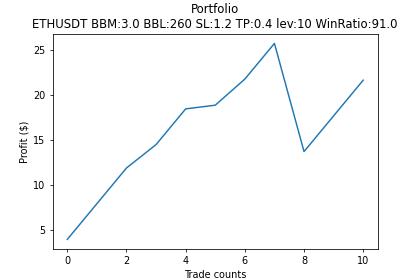 Portfolio
ETHUSDT BBM:3.0 BBL:260 SL:1.2 TP:0.4 lev:10 WinRatio:91.0
25
20
15
10
5
Profit ($)
0 2 4 6 8 10
Trade counts